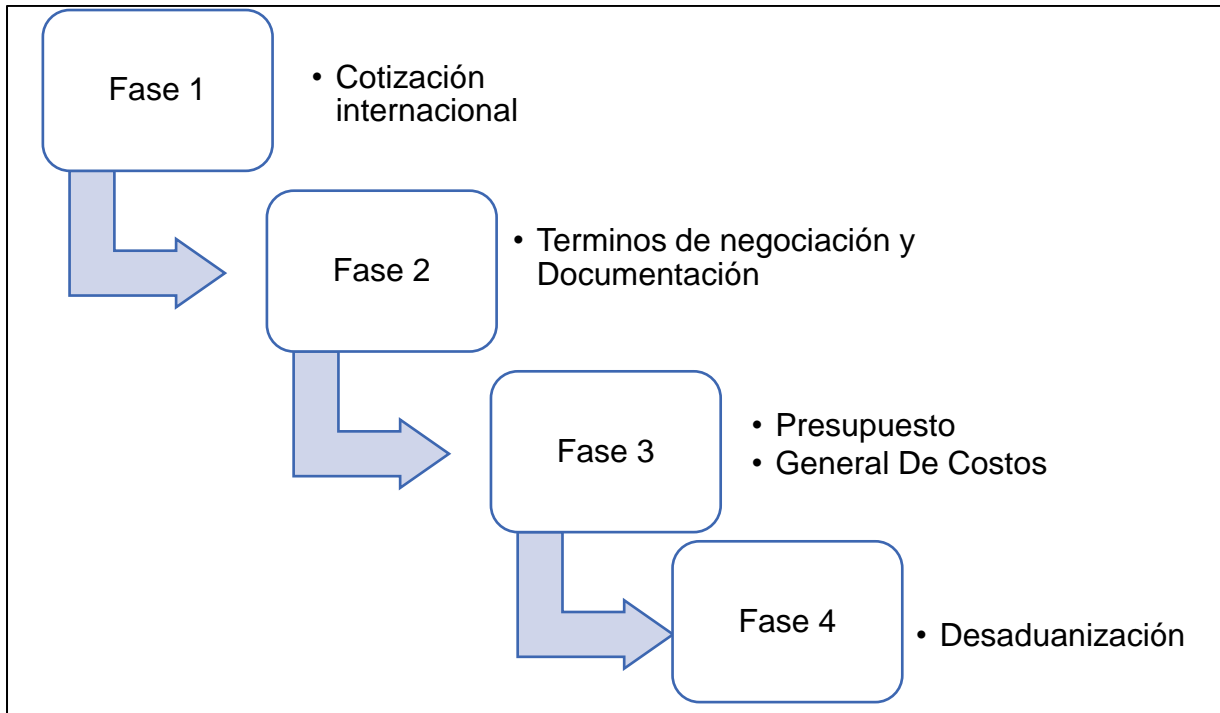 Fase 1
• Cotización
internacional
Fase 2
• Terminos de negociación y
Documentación
Fase 3
• Presupuesto
• General De Costos
Fase 4
• Desaduanización